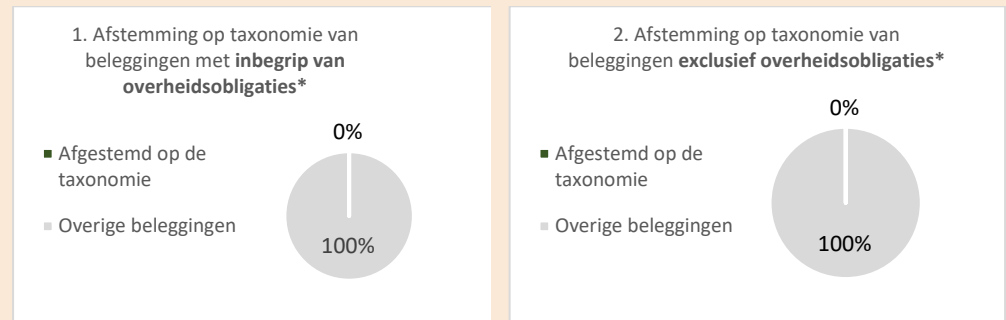 1. Afstemming op taxonomie van
beleggingen met inbegrip van
overheidsobligaties*
0%
Afgestemd op de
taxonomie
Overige beleggingen
100%
2. Afstemming op taxonomie van
beleggingen exclusief overheidsobligaties*
0%
Afgestemd op de
taxonomie
Overige beleggingen
100%